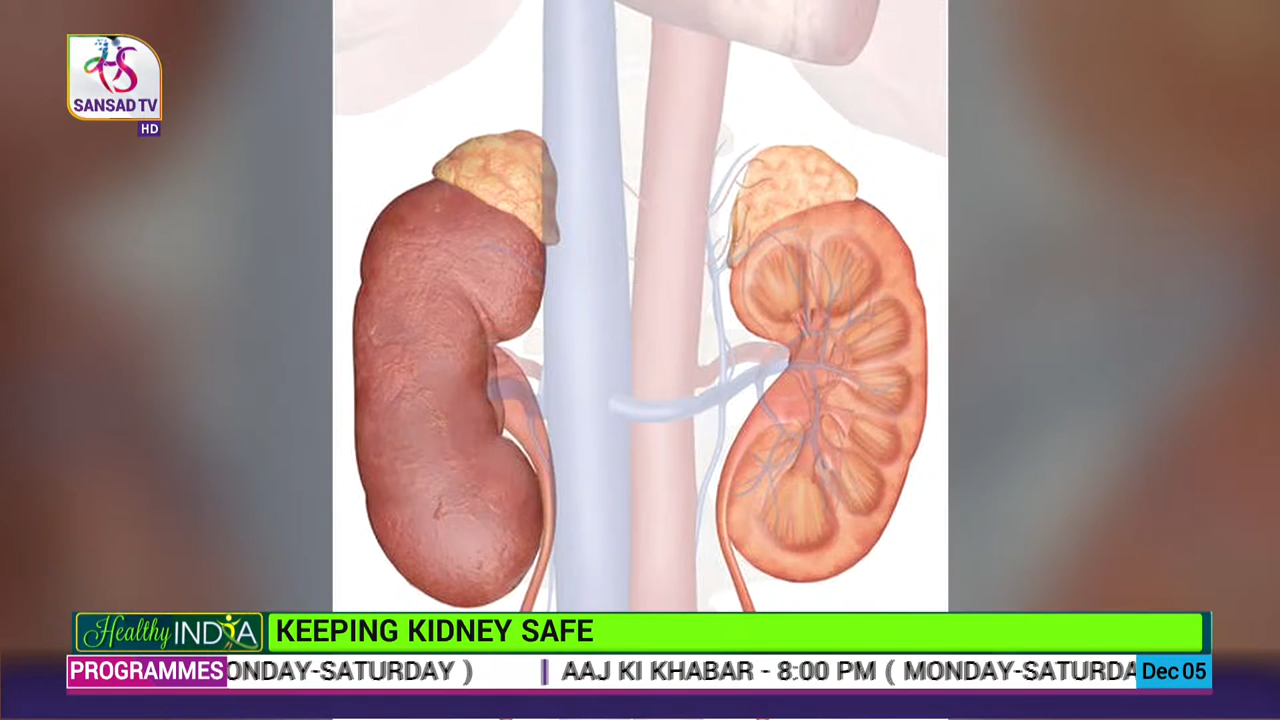 SANSAD TV
HD
Healthy INDIA KEEPING KIDNEY SAFE
PROGRAMMES ONDAY-SATURDAY ) | AAJ KI KHABAR - 8:00 PM ( MONDAY-SATURDA Dec 05